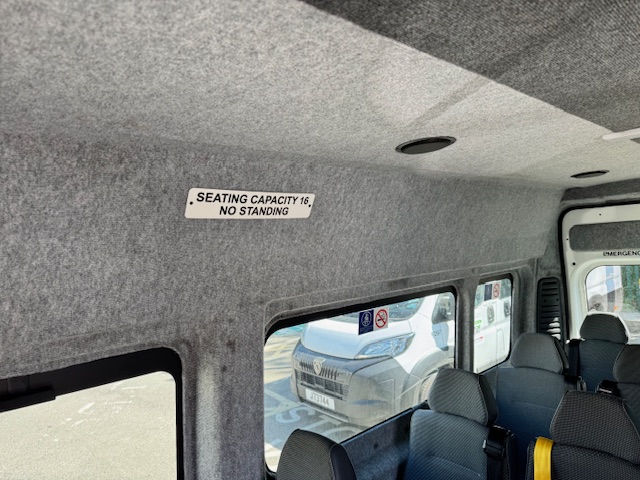 SEATING CAPACITY 16
NO STANDING
EMERGENC